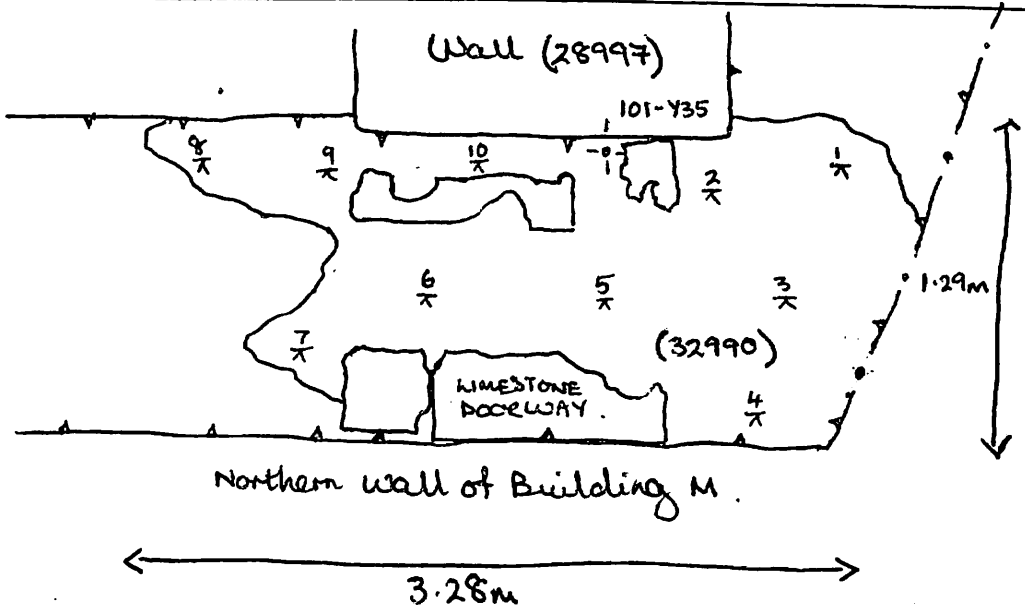 Wall (28997)
101-Y35
8
9
10
2
1
6
5
3
1.29m
7
(32990)
LIMESTONE
DOORWAY.
4
Northern Wall of Building M.
3.28m